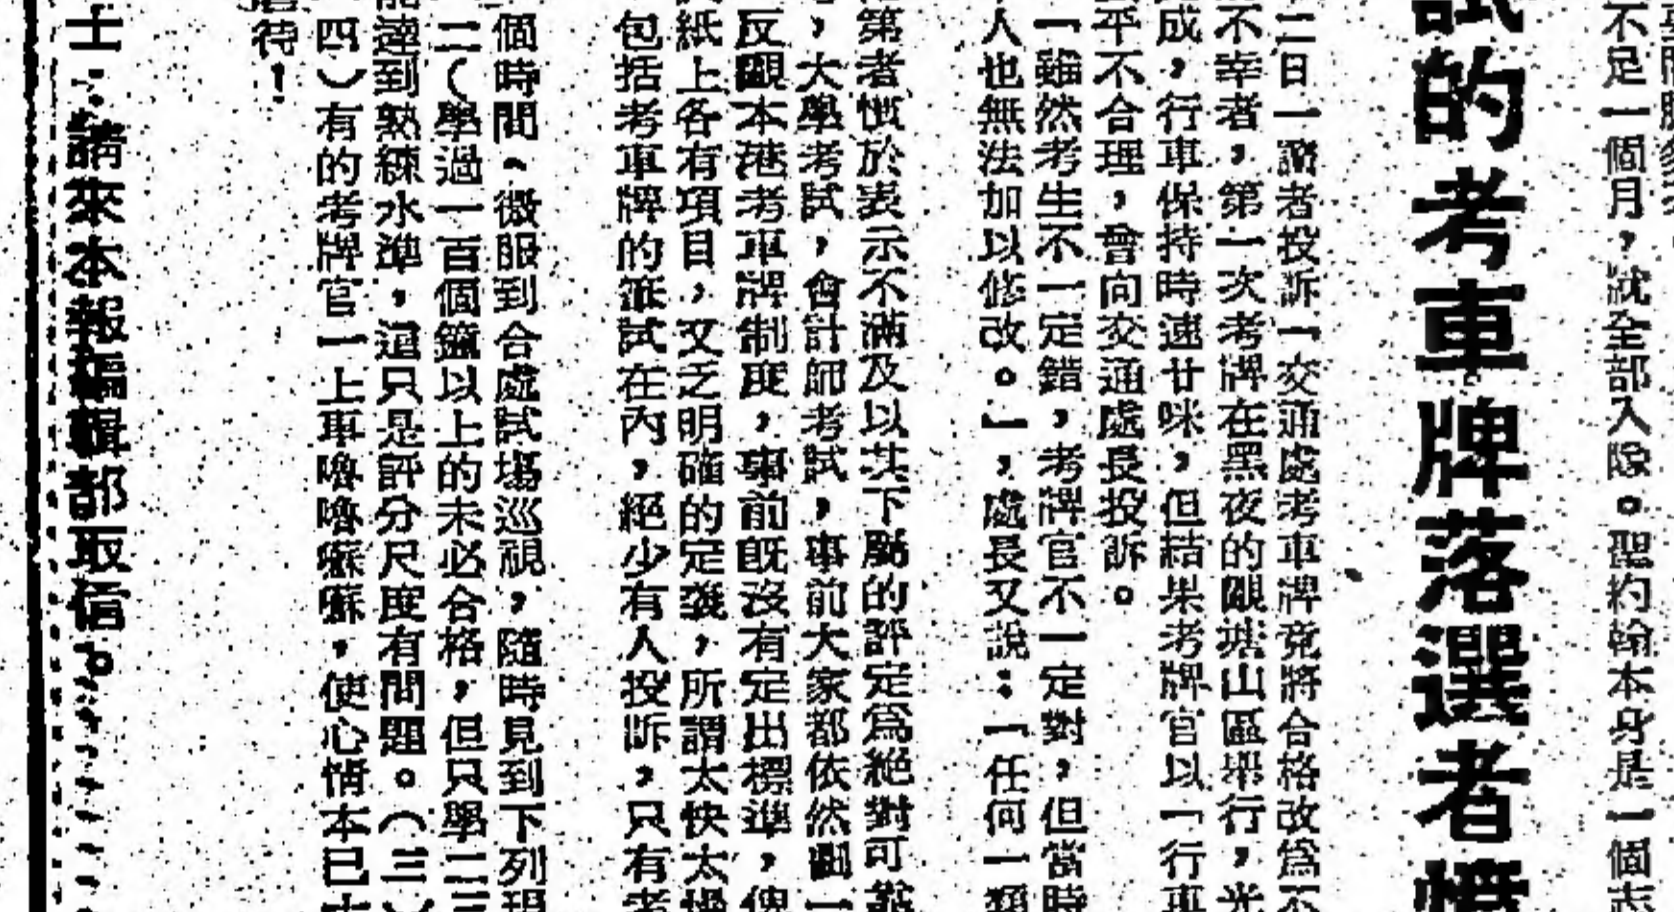 不足一個月，就全部入隊。聖約翰本身是一個志
試的考車牌落選者憤
二日一讀者投訴「交通處考車牌竟將合格改爲不
不幸者，第一次考牌在黑夜的觀塘山區舉行，光
成，行車保持時速廿咪，但結果考牌官以「行車
平不合理，會向交通處長投訴。
「雖然考生不一定錯，考牌官不一定對，但當時
人也無法加以修改。」，處長又說：「任何一類
第者慣於表示不滿及以其下屬的評定爲絕對可靠
，大學考試，會計師考試，事前大家都依然劃一
反觀本港考車牌制度，事前既沒有定出標準，俾
紙上各有項目，又乏明確的定義，所謂太快太慢
包括考車牌的筆試在內，絕少有人投訴，只有考
個時間、微服到合處試場巡視，隨時見到下列現
二（學過一百個鐘以上的未必合格，但只學二三
能達到熟練水準，這只是評分尺度有問題。（三）
四）有的考牌官一上車嚕嚕囌囌，使心情本已十
待！
士：請來本報編輯部取信。